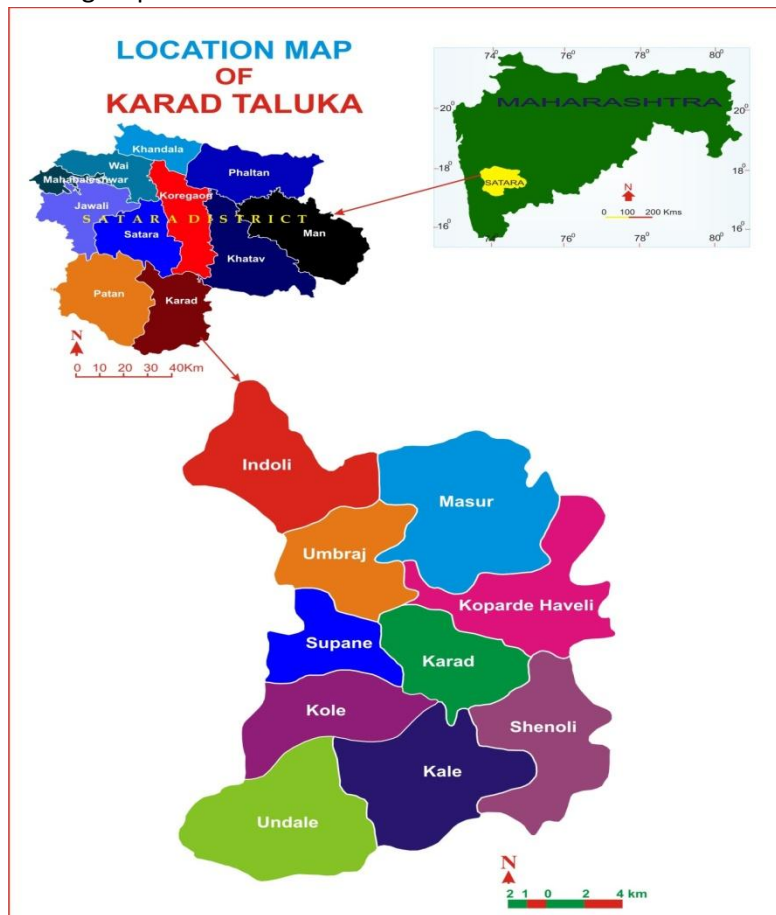 LOCATION MAP
OF
KARAD TALUKA
Khandala
Wai
Mahabaleshwar
Phaltan
Koregaon
Jawali
SATARA DISTRICT
Satara
Man
Khatav
Patan
Karad
N
0 10 20 30 40Km
74° 76° 78° 80°
20° 20°
MAHARASHTRA
18° 18°
SATARA
N
0 100 200 Kms
16° 16°
74° 76° 78° 80°
Indoli
Masur
Umbraj
Koparde Haveli
Supane
Karad
Kole
Shenoli
Kale
Undale
N
2 1 0 2 4 km